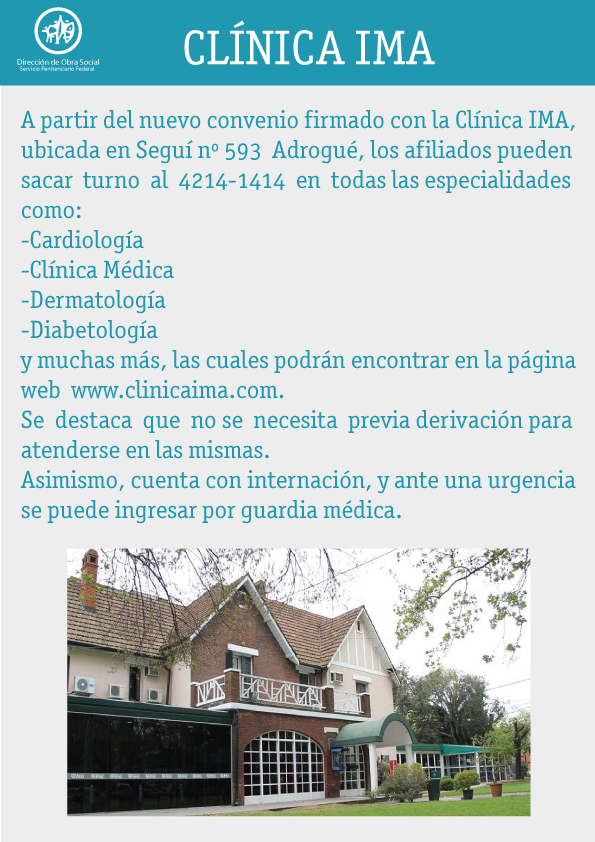 Dirección de Obra Social
Servicio Penitenciario Federal
CLÍNICA IMA
A partir del nuevo convenio firmado con la Clínica IMA,
ubicada en Seguí nº 593 Adrogué, los afiliados pueden
sacar turno al 4214-1414 en todas las especialidades
como:
-Cardiología
-Clínica Médica
-Dermatología
-Diabetología
y muchas más, las cuales podrán encontrar en la página
web www.clinicaima.com.
Se destaca que no se necesita previa derivación para
atenderse en las mismas.
Asimismo, cuenta con internación, y ante una urgencia
se puede ingresar por guardia médica.